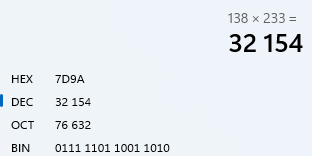 138 × 233 =
32 154
HEX 7D9A
DEC 32 154
OCT 76 632
BIN 0111 1101 1001 1010